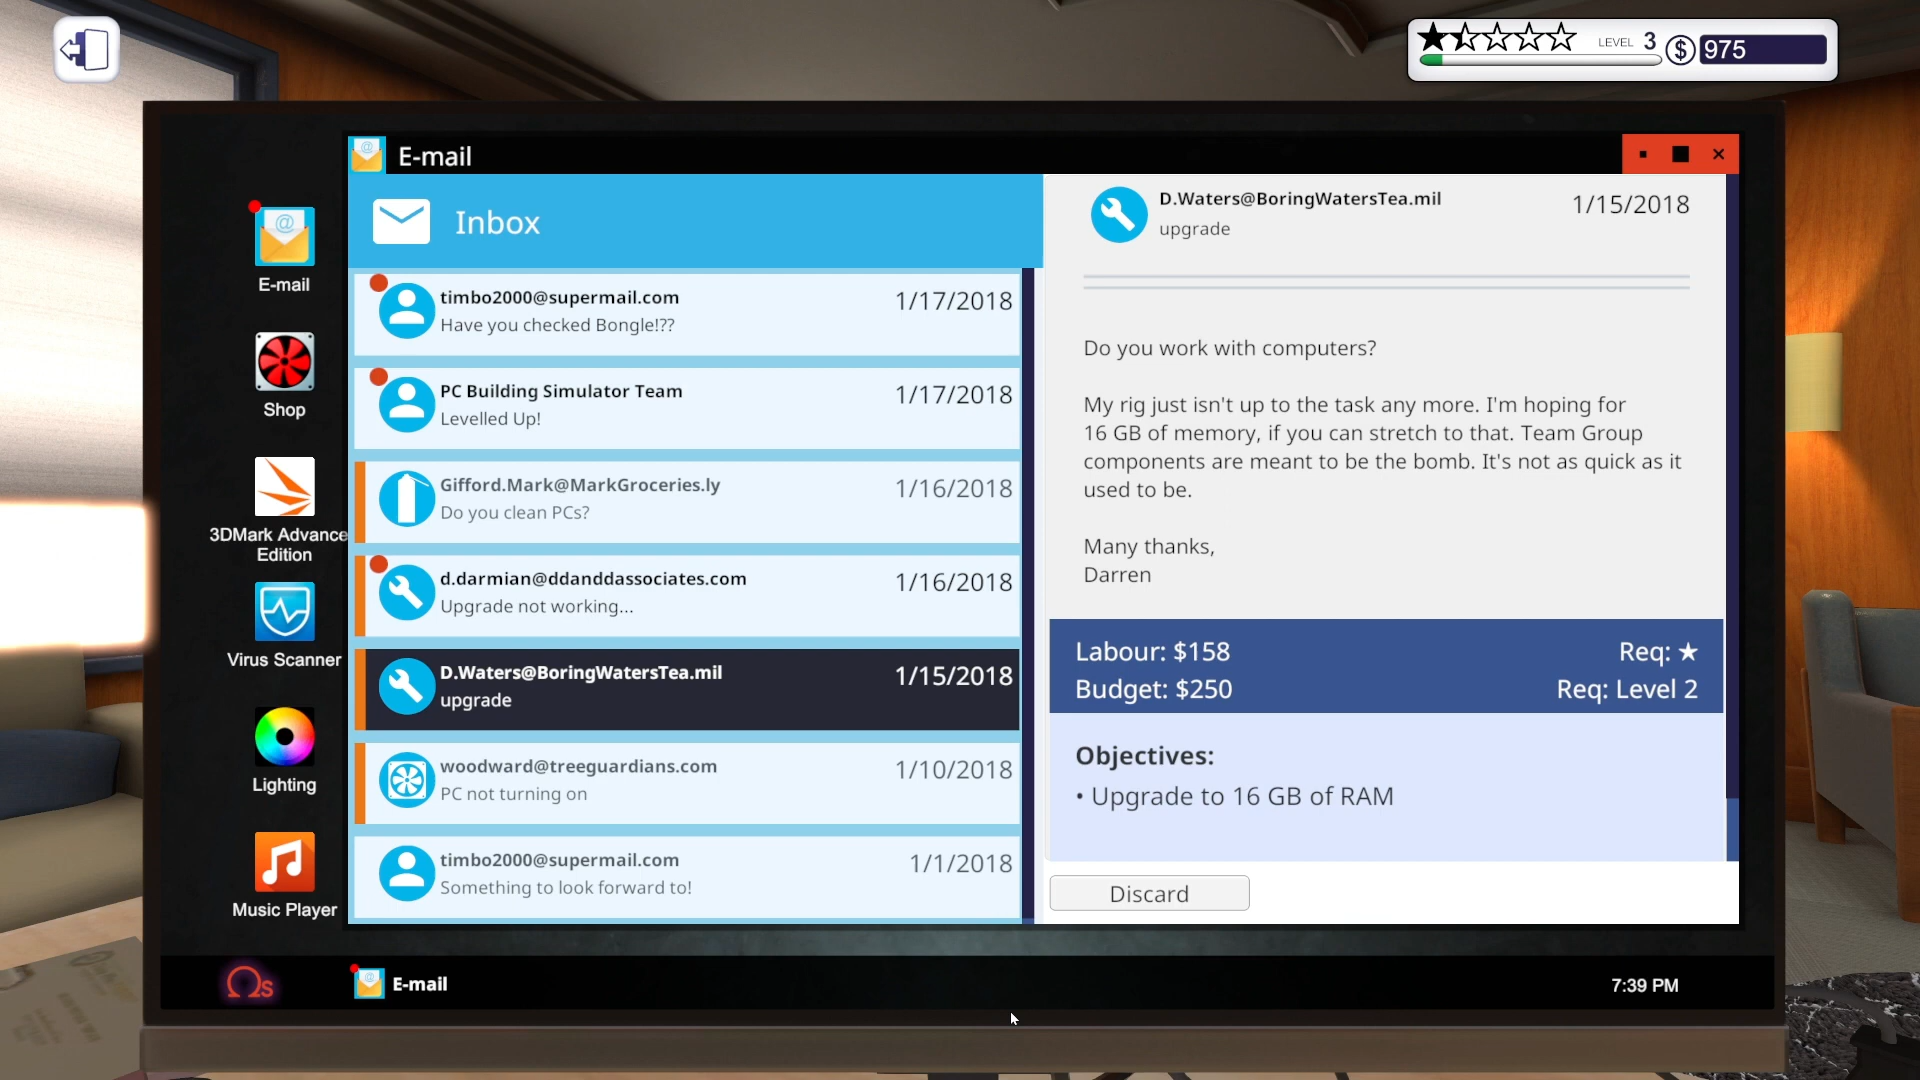 LEVEL 3
$ 975
E-mail
Inbox
E-mail
Shop
3DMark Advance
Edition
Virus Scanner
Lighting
Music Player
timbo2000@supermail.com
1/17/2018
Have you checked Bongle!??
PC Building Simulator Team
1/17/2018
Levelled Up!
Gifford.Mark@MarkGroceries.ly
1/16/2018
Do you clean PCs?
d.darmian@ddanddassociates.com
1/16/2018
Upgrade not working...
D.Waters@BoringWatersTea.mil
1/15/2018
upgrade
woodward@treeguardians.com
1/10/2018
PC not turning on
timbo2000@supermail.com
1/1/2018
Something to look forward to!
D.Waters@BoringWatersTea.mil
1/15/2018
upgrade
Do you work with computers?
My rig just isn't up to the task any more. I'm hoping for
16 GB of memory, if you can stretch to that. Team Group
components are meant to be the bomb. It's not as quick as it
used to be.
Many thanks,
Darren
Labour: $158
Req: ★
Budget: $250
Req: Level 2
Objectives:
• Upgrade to 16 GB of RAM
Discard
Ωs
E-mail
7:39 PM